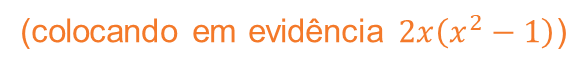 (colocando em evidência 2x(x² − 1))